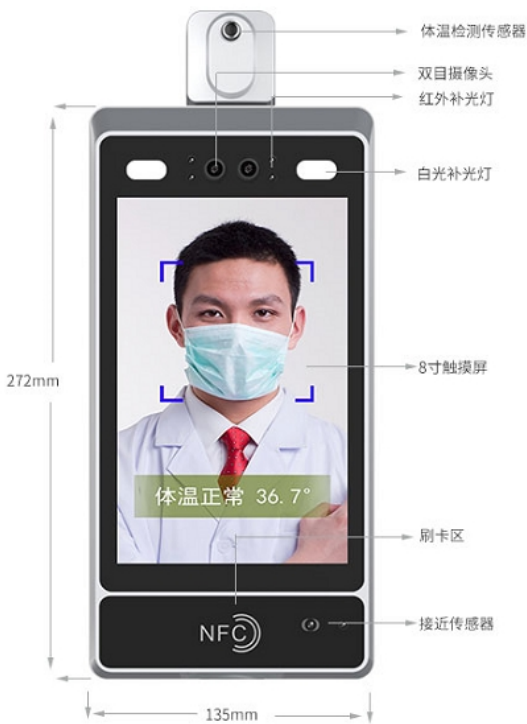 体温检测传感器
双目摄像头
红外补光灯
白光补光灯
272mm
8寸触摸屏
体温正常 36.7°
刷卡区
NFC
接近传感器
135mm